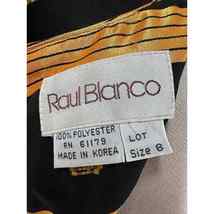 Raul Blanco
100% POLYESTER
RN 61179
MADE IN KOREA
LOT
Size 8